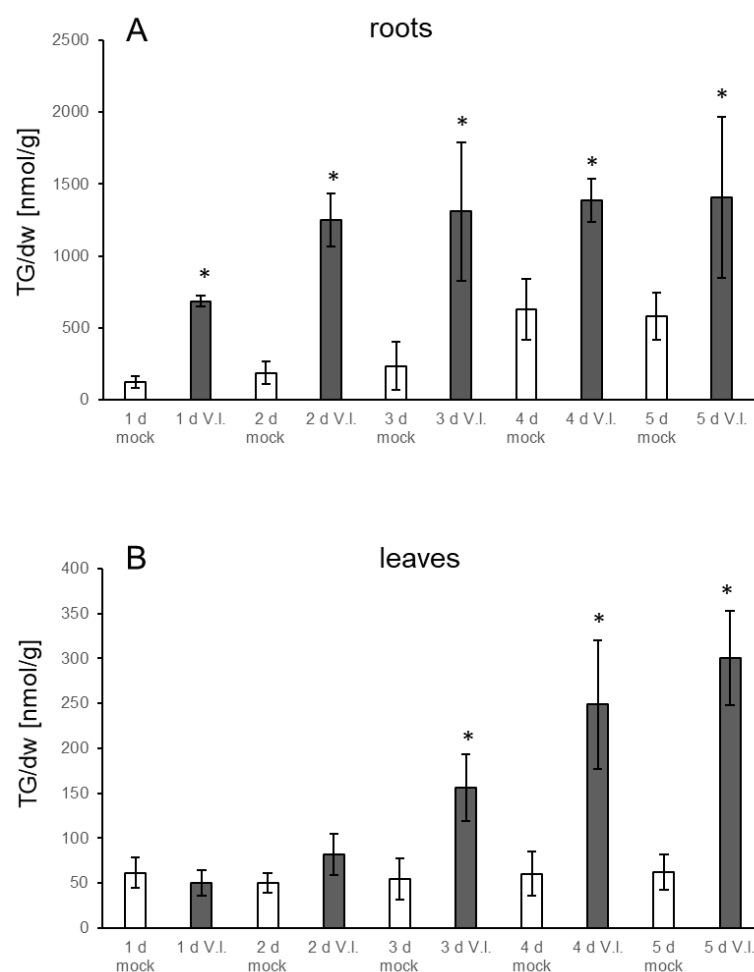 A
roots
TG/dw [nmol/g]
2500
2000
1500
1000
500
0
* * * * *
1 d mock 1 d V.l. 2 d mock 2 d V.l. 3 d mock 3 d V.l. 4 d mock 4 d V.l. 5 d mock 5 d V.l.
B
leaves
TG/dw [nmol/g]
400
350
300
250
200
150
100
50
0
* * *
1 d mock 1 d V.l. 2 d mock 2 d V.l. 3 d mock 3 d V.l. 4 d mock 4 d V.l. 5 d mock 5 d V.l.